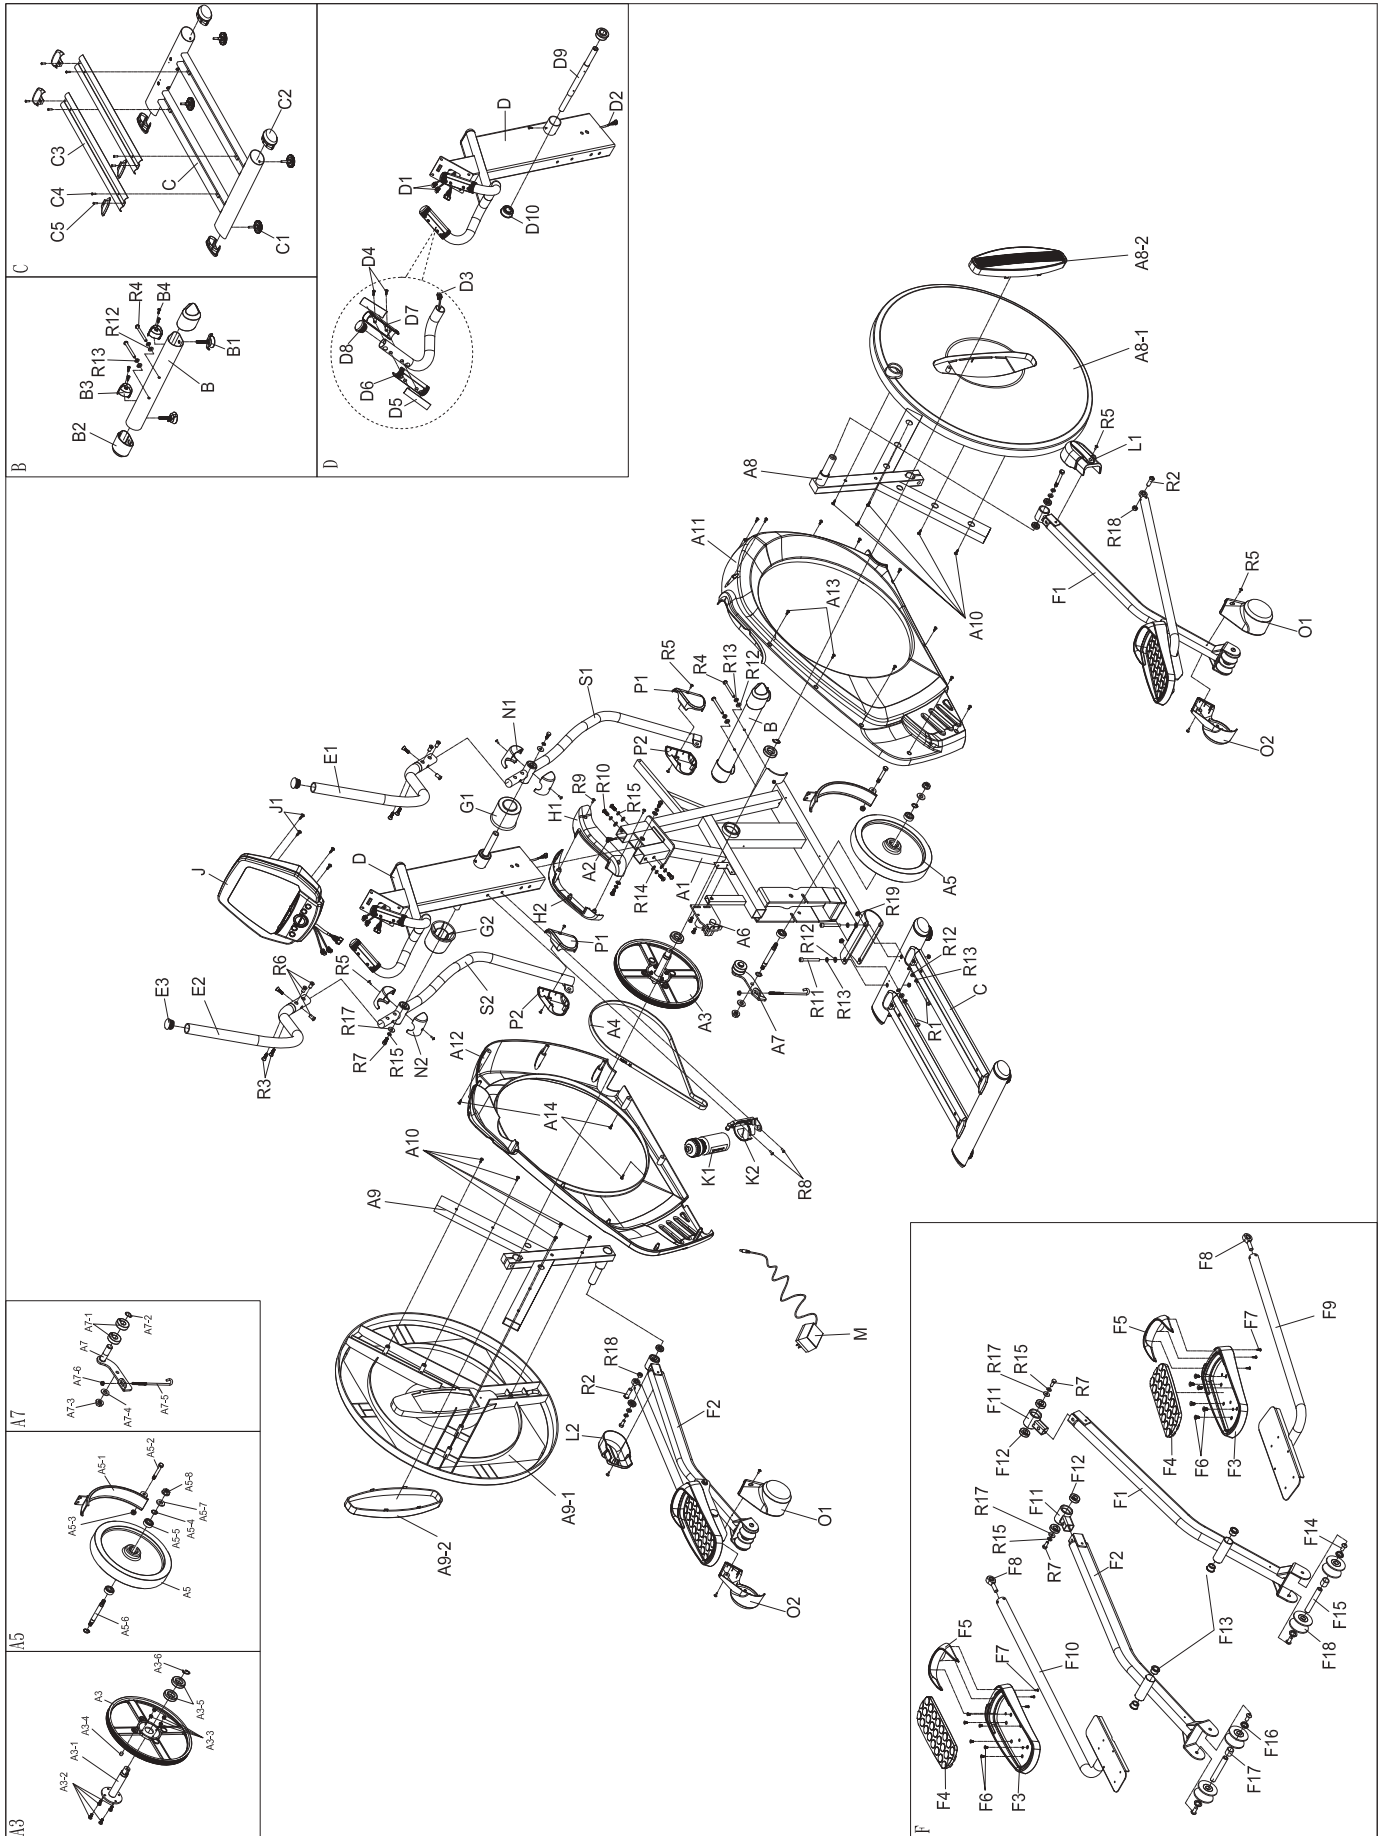 C
C5
C4
C3
C
C1
C2
B
B2
B3
R13
R12
R4
B4
B
B1
D
D8
D4
D7
D6
D5
D3
D1
D10
D
D9
D2
A8-2
A8-1
A8
R5
L1
R2
R18
F1
R5
O1
O2
A11
A13
A10
J
J1
E1
E3
E2
R6
R3
D
G1
G2
N1
S1
R5
R17
R7
R15
N2
S2
P1
P2
R5
R4
R13
R12
B
H1
R9
R10
R15
H2
A2
R14
A1
P1
P2
A6
A5
A3
A4
A7
R11
R12
R13
R19
R12
R13
R1
C
A12
A14
A10
A9
K1
K2
R8
M
A9-1
A9-2
R18
R2
L2
F2
O1
O2
A7
A7-1
A7-2
A7
A7-6
A7-3
A7-4
A7-5
A5
A5-1
A5-2
A5-3
A5-8
A5-7
A5-4
A5-5
A5
A5-6
A3
A3-6
A3
A3-5
A3-4
A3-3
A3-1
A3-2
F
F8
F5
F9
F7
F4
F6
F3
R17
R15
R7
F11
F12
F12
F11
R17
R15
R7
F1
F2
F14
F15
F18
F13
F16
F17
F8
F5
F7
F10
F4
F6
F3